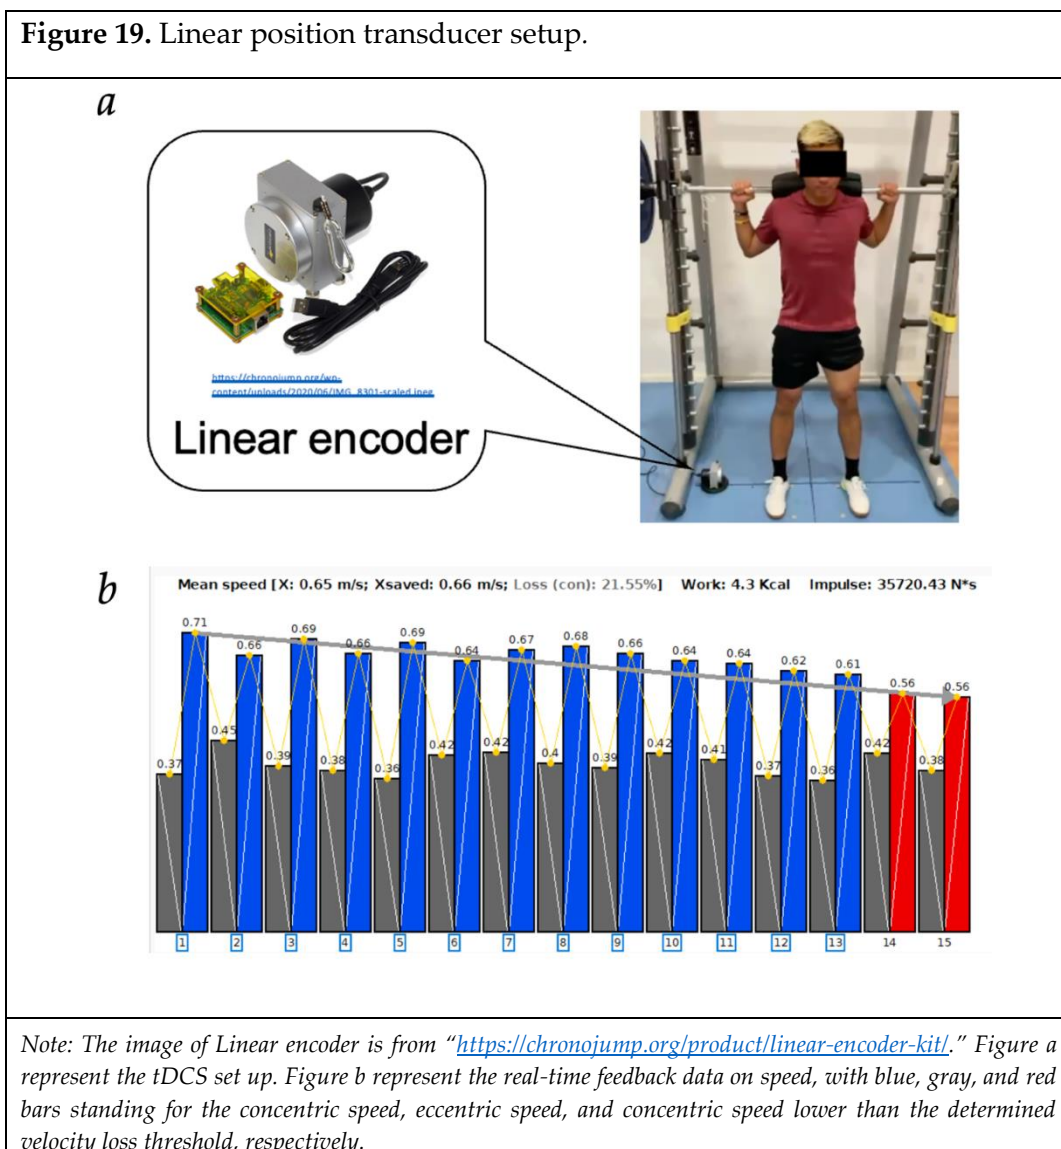 Figure 19. Linear position transducer setup.
a
https://chronojump.org/wp-
content/uploads/2020/06/IMG_8301-scaled.jpeg
Linear encoder
b
Mean speed [X: 0.65 m/s; Xsaved: 0.66 m/s; Loss (con): 21.55%] Work: 4.3 Kcal Impulse: 35720.43 N*s
0.71 0.66 0.69 0.66 0.69 0.64 0.67 0.68 0.66 0.64 0.64 0.62 0.61 0.56 0.56
0.37 0.45 0.39 0.38 0.36 0.42 0.42 0.4 0.39 0.42 0.41 0.37 0.36 0.42 0.38
1 2 3 4 5 6 7 8 9 10 11 12 13 14 15
Note: The image of Linear encoder is from “https://chronojump.org/product/linear-encoder-kit/.” Figure a
represent the tDCS set up. Figure b represent the real-time feedback data on speed, with blue, gray, and red
bars standing for the concentric speed, eccentric speed, and concentric speed lower than the determined
velocity loss threshold, respectively.